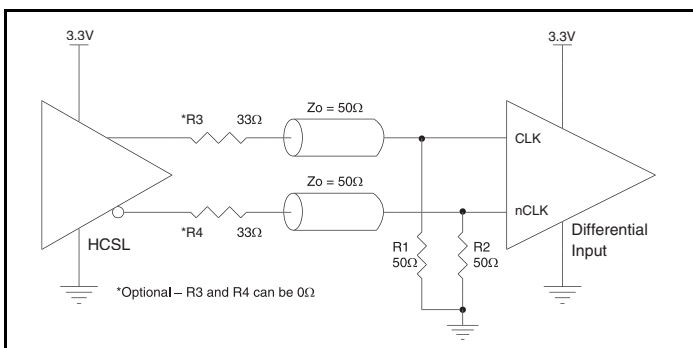 3.3V
3.3V
*R3
33Ω
Zo = 50Ω
CLK
Zo = 50Ω
nCLK
HCSL
*R4
33Ω
R1
50Ω
R2
50Ω
Differential
Input
*Optional – R3 and R4 can be 0Ω